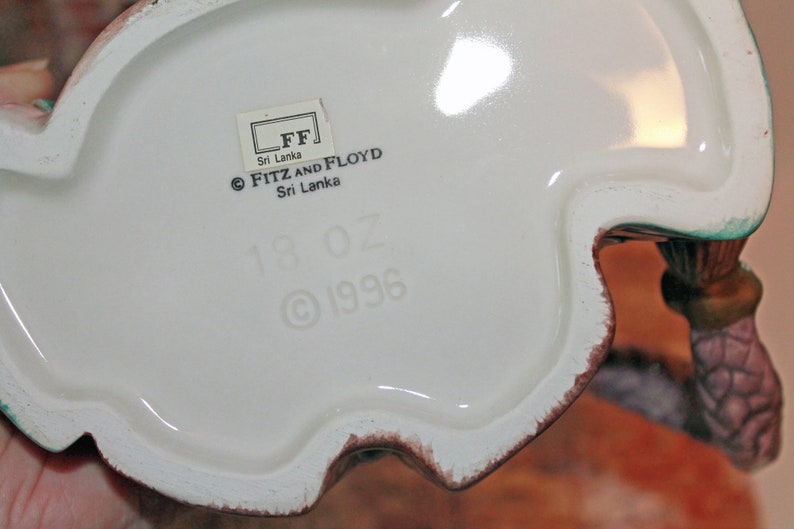 FF
Sri Lanka
© FITZ AND FLOYD
Sri Lanka
18 OZ.
©1996